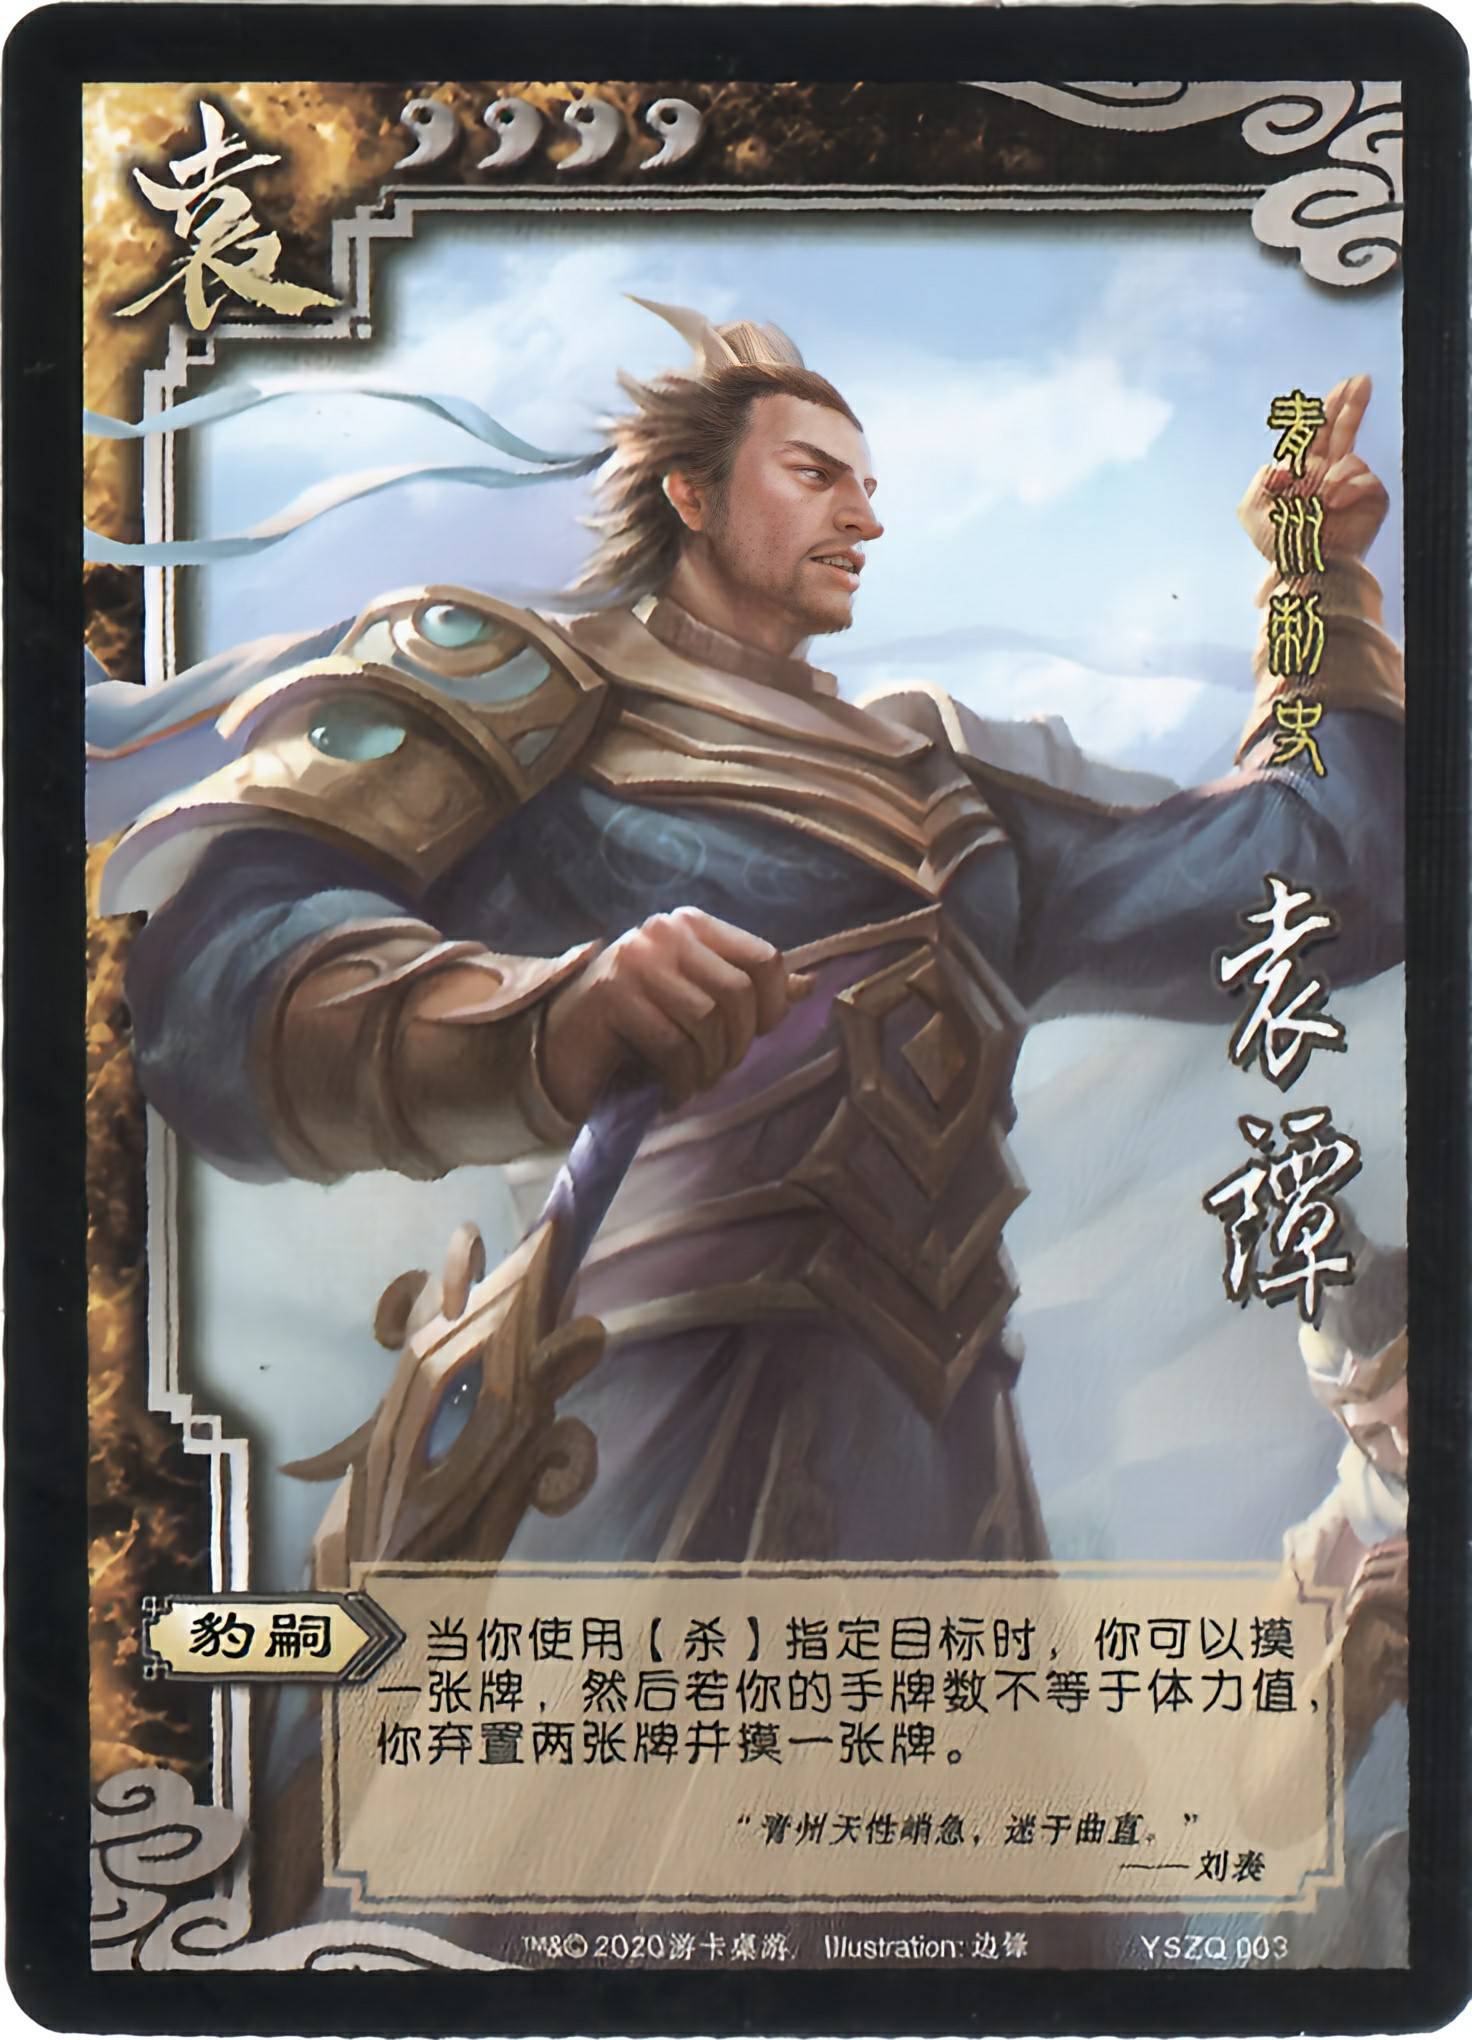 袁
青州刺史
袁譚
豹嗣
当你使用【杀】指定目标时，你可以摸
一张牌，然后若你的手牌数不等于体力值，
你弃置两张牌并摸一张牌。
“青州天性峭急，迷于曲直。”
——刘表
™&© 2020游卡桌游. Illustration: 边锋
YSZQ 003